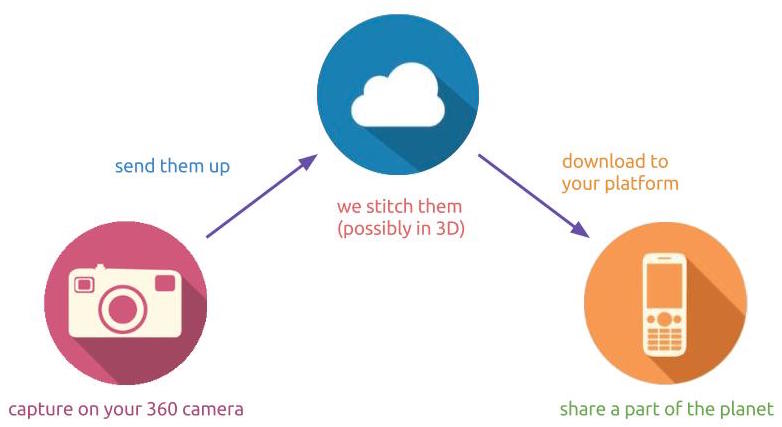 send them up
download to
your platform
we stitch them
(possibly in 3D)
capture on your 360 camera
share a part of the planet